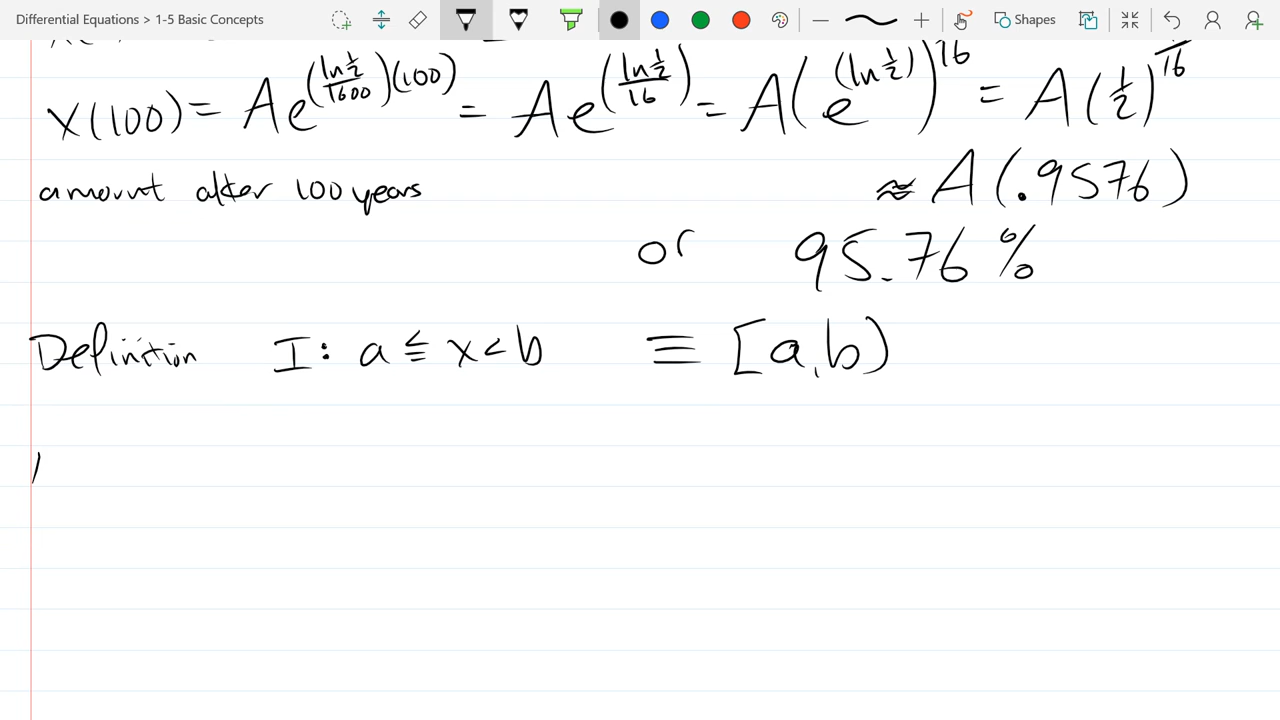 Differential Equations > 1-5 Basic Concepts
Shapes
X(100) = Ae^((ln 1/2 / 1600)(100)) = Ae^((ln 1/2 / 16)) = A(e^(ln 1/2))^(1/16) = A(1/2)^(1/16)
amount after 100 years ≈ A(.9576)
or 95.76%
Definition I: a ≤ x < b ≡ [a,b)